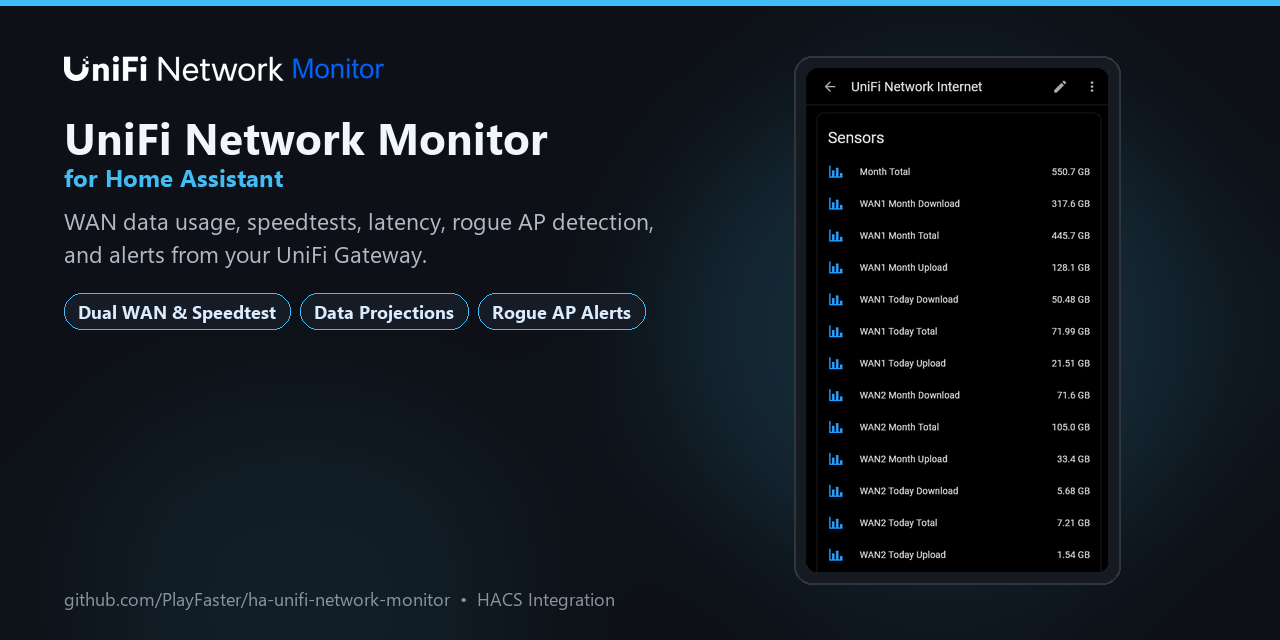 UniFi Network Monitor
UniFi Network Monitor
for Home Assistant
WAN data usage, speedtests, latency, rogue AP detection,
and alerts from your UniFi Gateway.
Dual WAN & Speedtest
Data Projections
Rogue AP Alerts
github.com/PlayFaster/ha-unifi-network-monitor • HACS Integration
UniFi Network Internet
Sensors
Month Total 550.7 GB
WAN1 Month Download 317.6 GB
WAN1 Month Total 445.7 GB
WAN1 Month Upload 128.1 GB
WAN1 Today Download 50.48 GB
WAN1 Today Total 71.99 GB
WAN1 Today Upload 21.51 GB
WAN2 Month Download 71.6 GB
WAN2 Month Total 105.0 GB
WAN2 Month Upload 33.4 GB
WAN2 Today Download 5.68 GB
WAN2 Today Total 7.21 GB
WAN2 Today Upload 1.54 GB